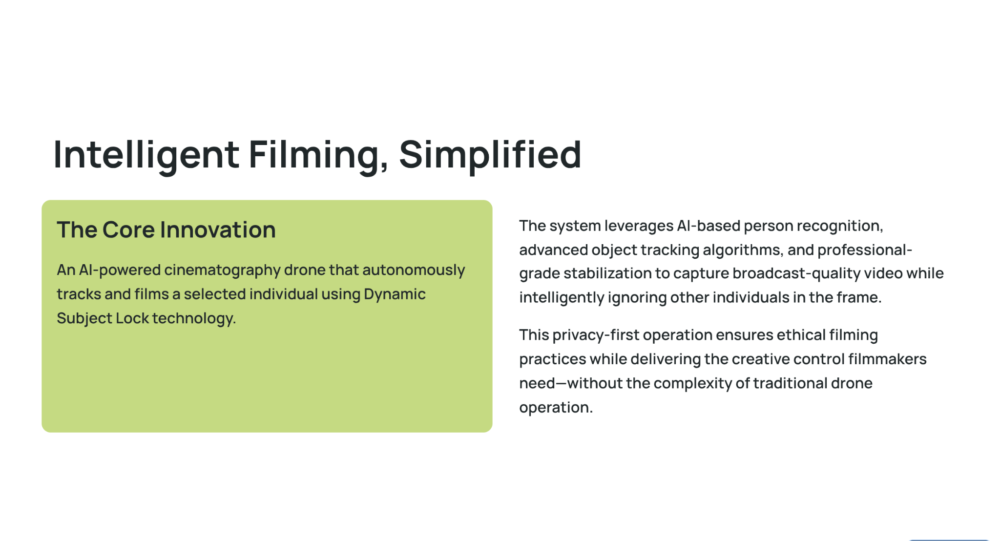 Intelligent Filming, Simplified
The Core Innovation
An AI-powered cinematography drone that autonomously
tracks and films a selected individual using Dynamic
Subject Lock technology.
The system leverages AI-based person recognition,
advanced object tracking algorithms, and professional-
grade stabilization to capture broadcast-quality video while
intelligently ignoring other individuals in the frame.
This privacy-first operation ensures ethical filming
practices while delivering the creative control filmmakers
need—without the complexity of traditional drone
operation.